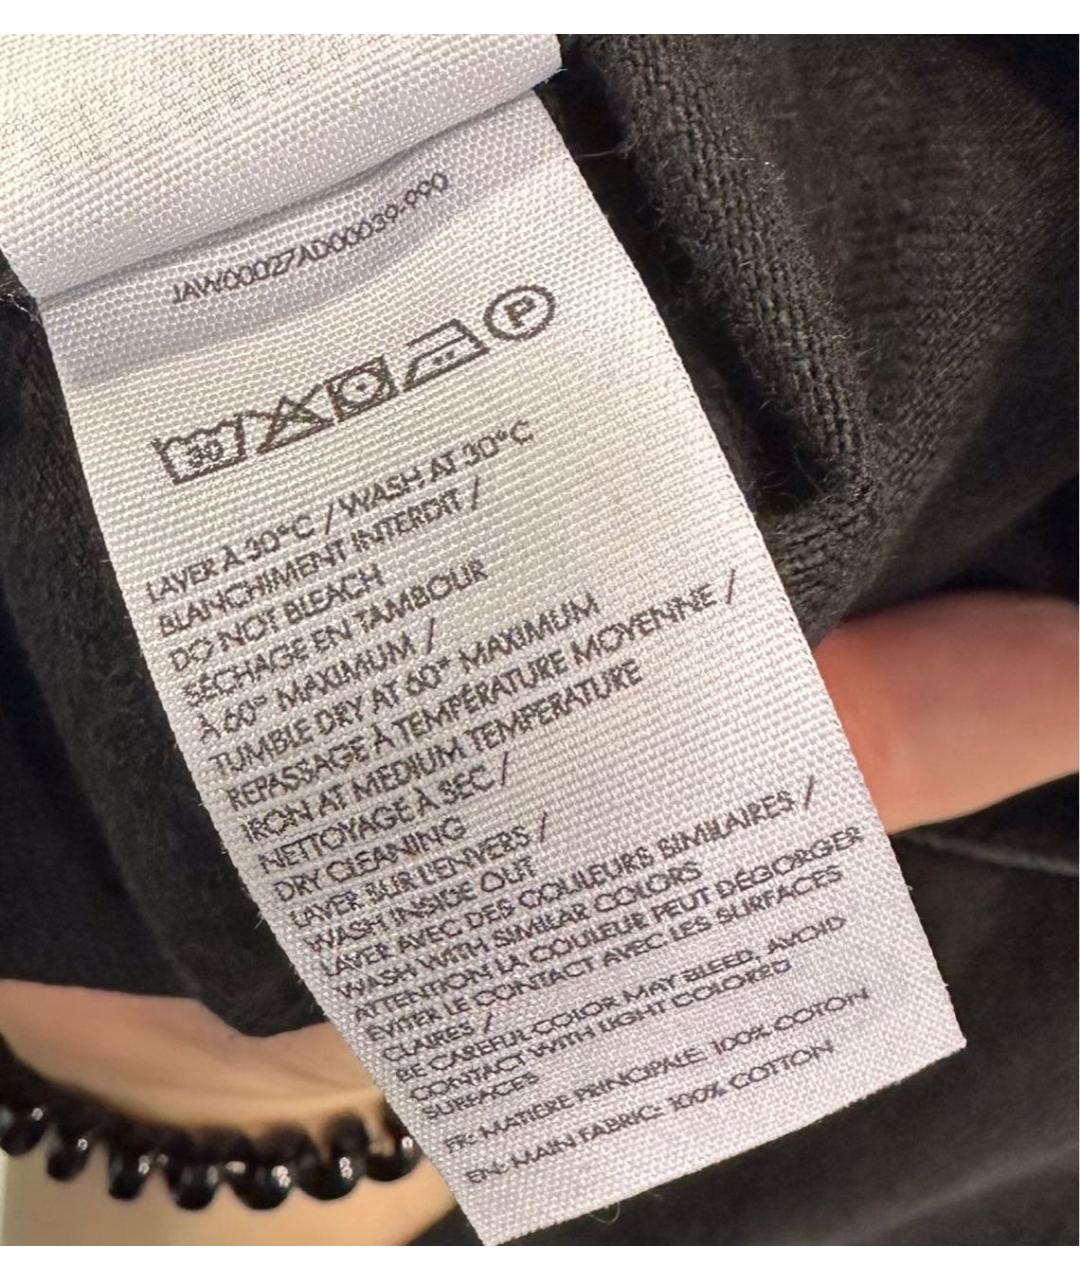 JAW00027AD00039.090
30 P
LAVER À 30°C / WASH AT 30°C
BLANCHIMENT INTERDIT /
DO NOT BLEACH
SÉCHAGE EN TAMBOUR
À 60° MAXIMUM /
TUMBLE DRY AT 60° MAXIMUM
REPASSAGE À TEMPÉRATURE MOYENNE /
IRON AT MEDIUM TEMPERATURE
NETTOYAGE À SEC /
DRY CLEANING
LAVER SUR L'ENVERS /
WASH INSIDE OUT
LAVER AVEC DES COULEURS SIMILAIRES /
WASH WITH SIMILAR COLORS
ATTENTION LA COULEUR PEUT DÉGORGER
EVITER LE CONTACT AVEC LES SURFACES
CLAIRES /
BE CAREFUL-COLOR MAY BLEED, AVOID
CONTACT WITH LIGHT COLORED
SURFACES
FR: MATIÈRE PRINCIPALE: 100% COTON
EN: MAIN FABRIC: 100% COTTON